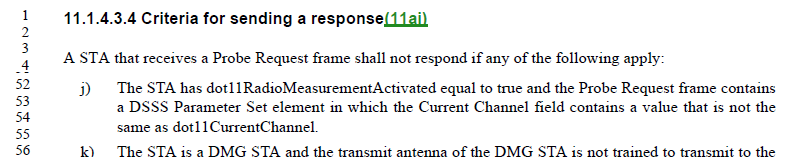 1 11.1.4.3.4 Criteria for sending a response(11ai)
2
3
4 A STA that receives a Probe Request frame shall not respond if any of the following apply:
52 j) The STA has dot11RadioMeasurementActivated equal to true and the Probe Request frame contains
53 a DSSS Parameter Set element in which the Current Channel field contains a value that is not the
54 same as dot11CurrentChannel.
55
56 k) The STA is a DMG STA and the transmit antenna of the DMG STA is not trained to transmit to the